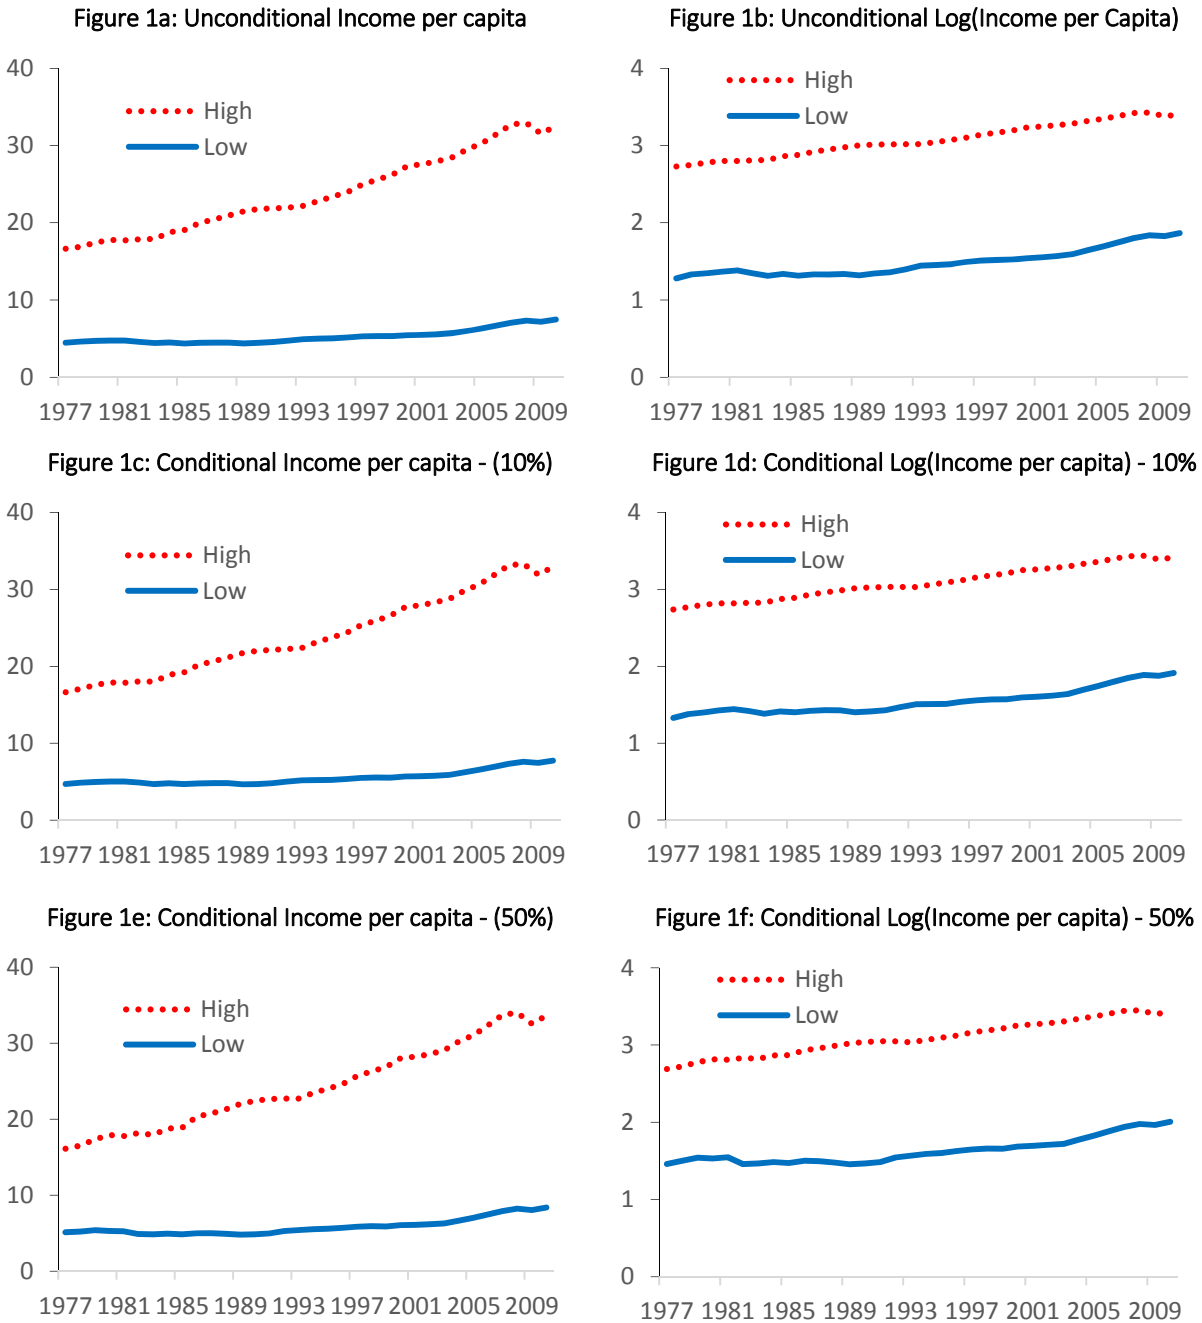 Figure 1a: Unconditional Income per capita
40
30
20
10
0
High
Low
1977 1981 1985 1989 1993 1997 2001 2005 2009
Figure 1b: Unconditional Log(Income per Capita)
4
3
2
1
0
High
Low
1977 1981 1985 1989 1993 1997 2001 2005 2009
Figure 1c: Conditional Income per capita - (10%)
40
30
20
10
0
High
Low
1977 1981 1985 1989 1993 1997 2001 2005 2009
Figure 1d: Conditional Log(Income per capita) - 10%
4
3
2
1
0
High
Low
1977 1981 1985 1989 1993 1997 2001 2005 2009
Figure 1e: Conditional Income per capita - (50%)
40
30
20
10
0
High
Low
1977 1981 1985 1989 1993 1997 2001 2005 2009
Figure 1f: Conditional Log(Income per capita) - 50%
4
3
2
1
0
High
Low
1977 1981 1985 1989 1993 1997 2001 2005 2009